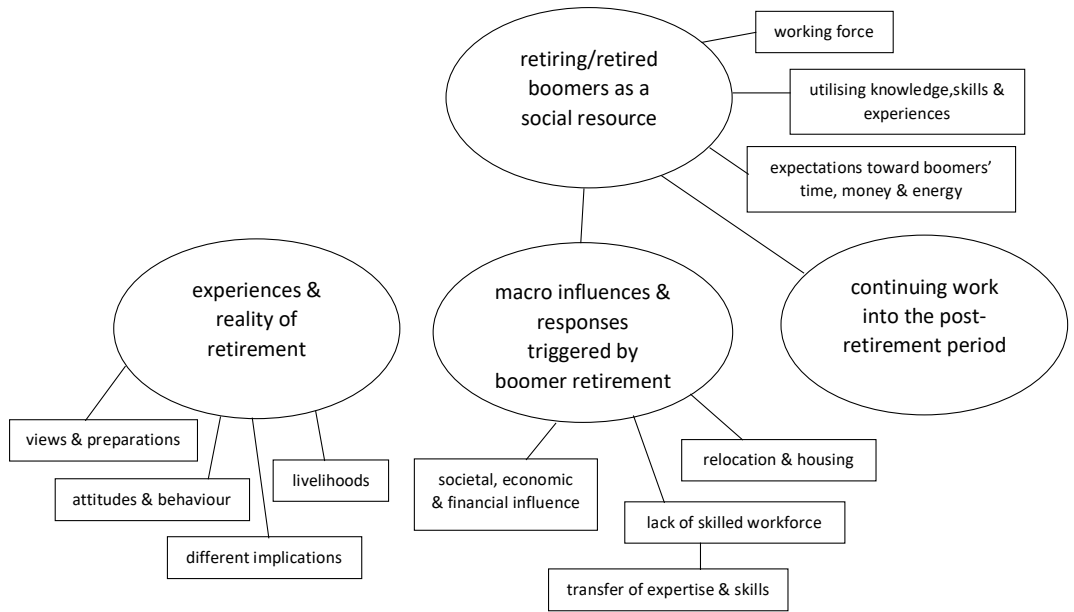 retiring/retired
boomers as a
social resource
working force
utilising knowledge,skills &
experiences
expectations toward boomers’
time, money & energy
experiences &
reality of
retirement
views & preparations
attitudes & behaviour
different implications
livelihoods
macro influences &
responses
triggered by
boomer retirement
societal, economic
& financial influence
lack of skilled workforce
transfer of expertise & skills
relocation & housing
continuing work
into the post-
retirement period